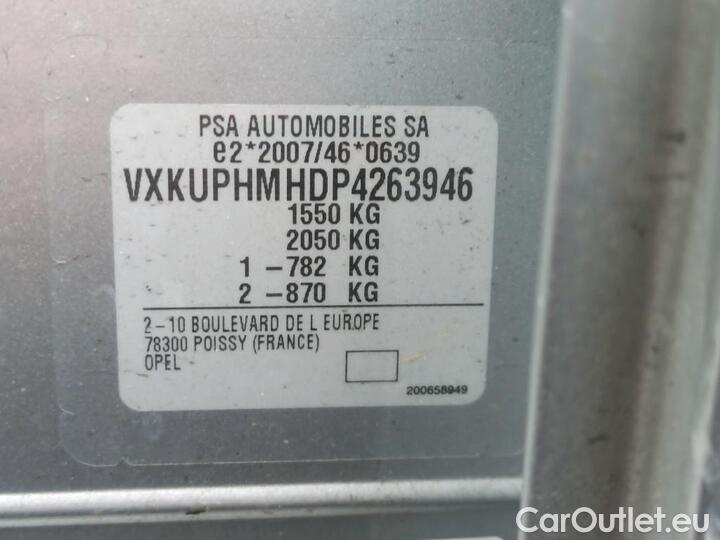 PSA AUTOMOBILES SA
e2*2007/46*0639
VXKUPHMHDP4263946
1550 KG
2050 KG
1 -782 KG
2 -870 KG
2-10 BOULEVARD DE L EUROPE
78300 POISSY (FRANCE)
OPEL
200658949
CarOutlet.eu